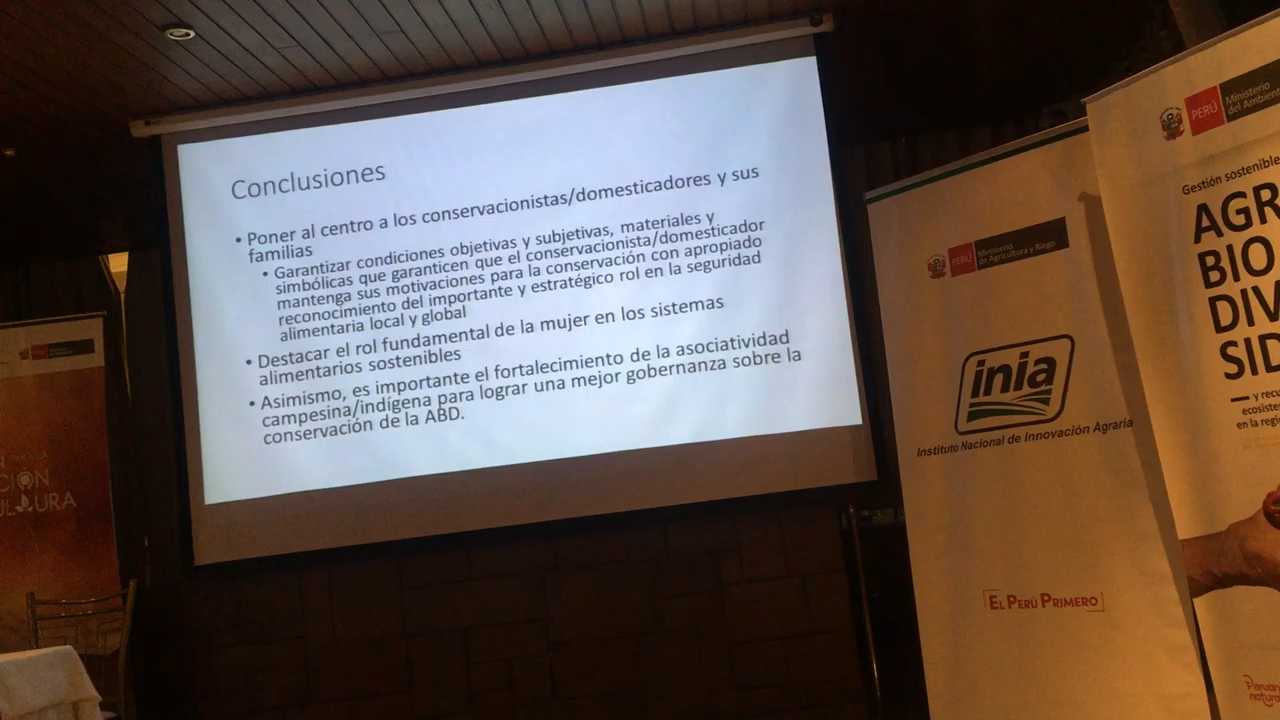 Conclusiones
• Poner al centro a los conservacionistas/domesticadores y sus
familias
• Garantizar condiciones objetivas y subjetivas, materiales y
simbólicas que garanticen que el conservacionista/domesticador
mantenga sus motivaciones para la conservación con apropiado
reconocimiento del importante y estratégico rol en la seguridad
alimentaria local y global
• Destacar el rol fundamental de la mujer en los sistemas
alimentarios sostenibles
• Asimismo, es importante el fortalecimiento de la asociatividad
campesina/indígena para lograr una mejor gobernanza sobre la
conservación de la ABD.
PERÚ
Ministerio
de Agricultura y Riego
inia
Instituto Nacional de Innovación Agraria
EL PERÚ PRIMERO
PERÚ
Ministerio
del Ambient
Gestión sostenible
AGR
BIO
DIV
SID
y recu
ecosiste
en la regi
Peruan
natura
CIÓN
URA